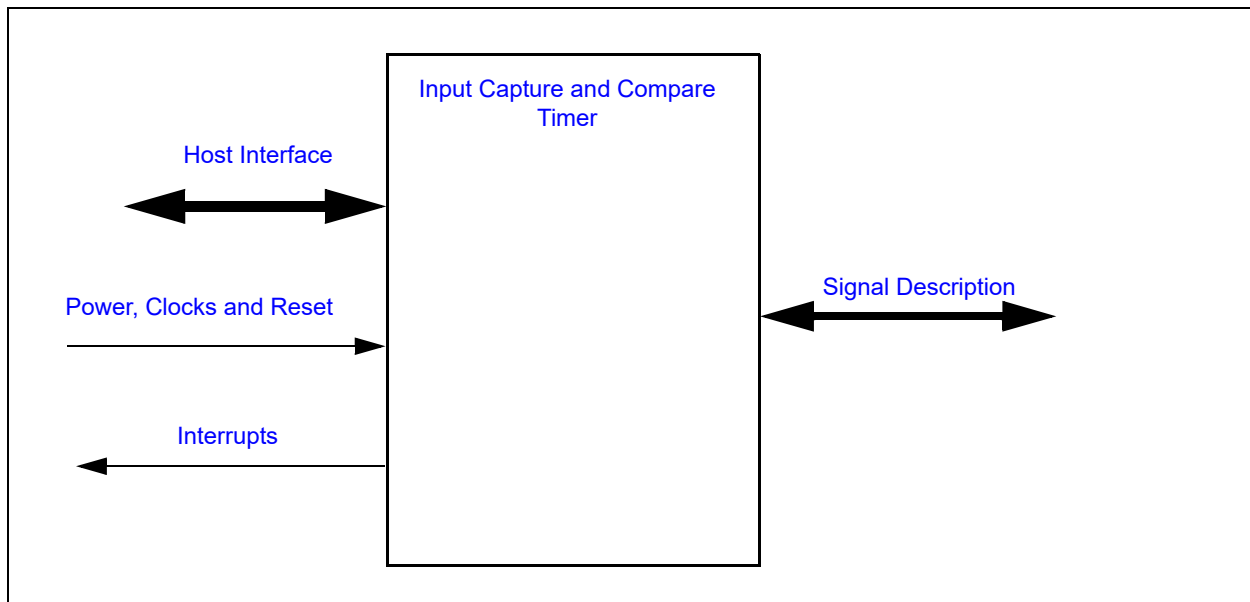 Input Capture and Compare
Timer
Host Interface
Signal Description
Power, Clocks and Reset
Interrupts